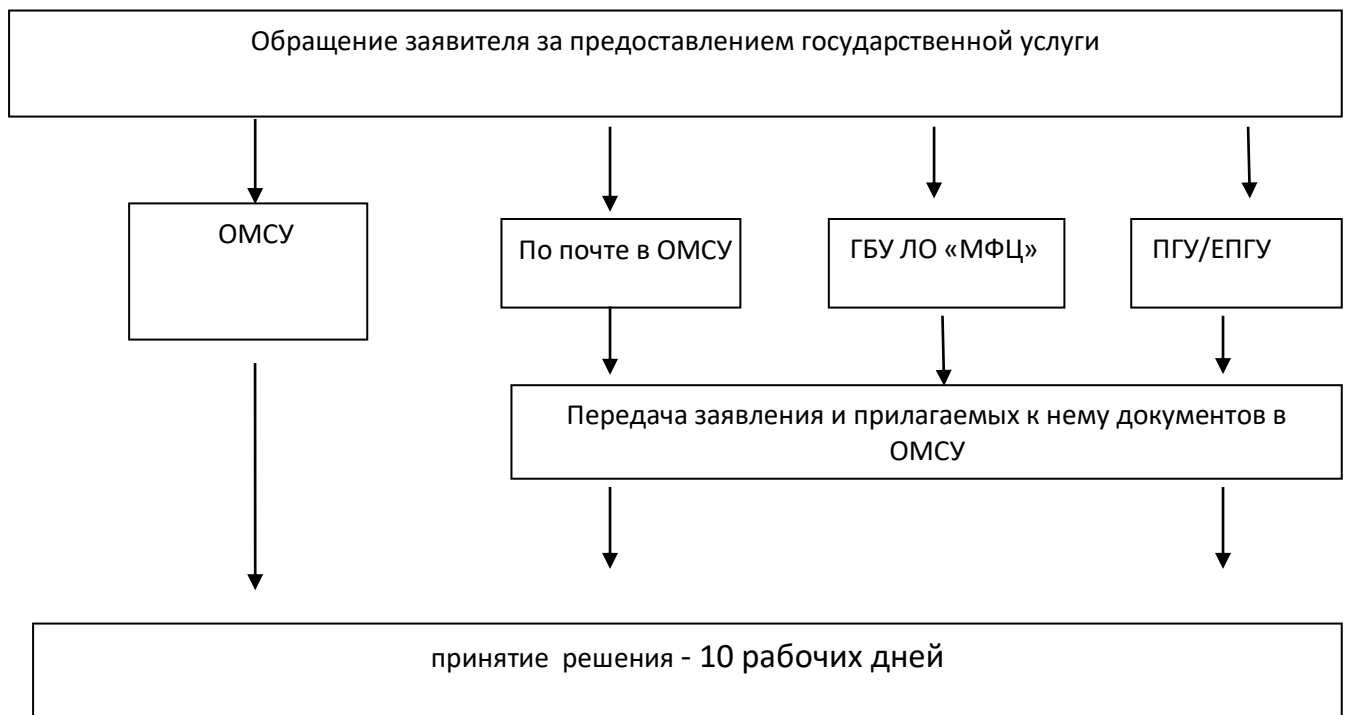 Обращение заявителя за предоставлением государственной услуги
ОМСУ
По почте в ОМСУ
ГБУ ЛО «МФЦ»
ПГУ/ЕПГУ
Передача заявления и прилагаемых к нему документов в
ОМСУ
принятие решения - 10 рабочих дней